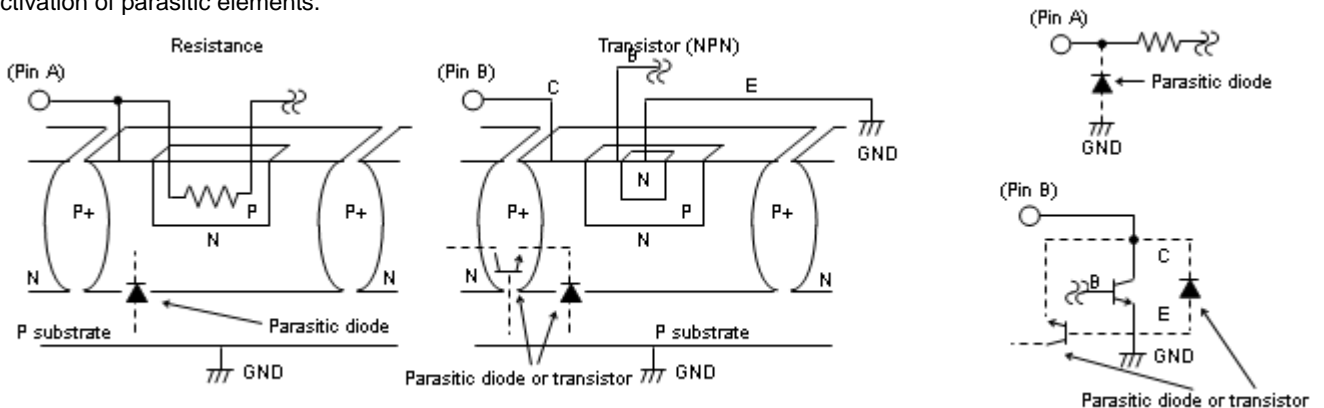 ctivation of parasitic elements.
Resistance
(Pin A)
P+
P
P+
N
N
N
Parasitic diode
P substrate
GND
Transistor (NPN)
(Pin B)
C
B
E
GND
P+
N
P
P+
N
N
N
P substrate
Parasitic diode or transistor
GND
(Pin A)
Parasitic diode
GND
(Pin B)
C
B
E
GND
Parasitic diode or transistor